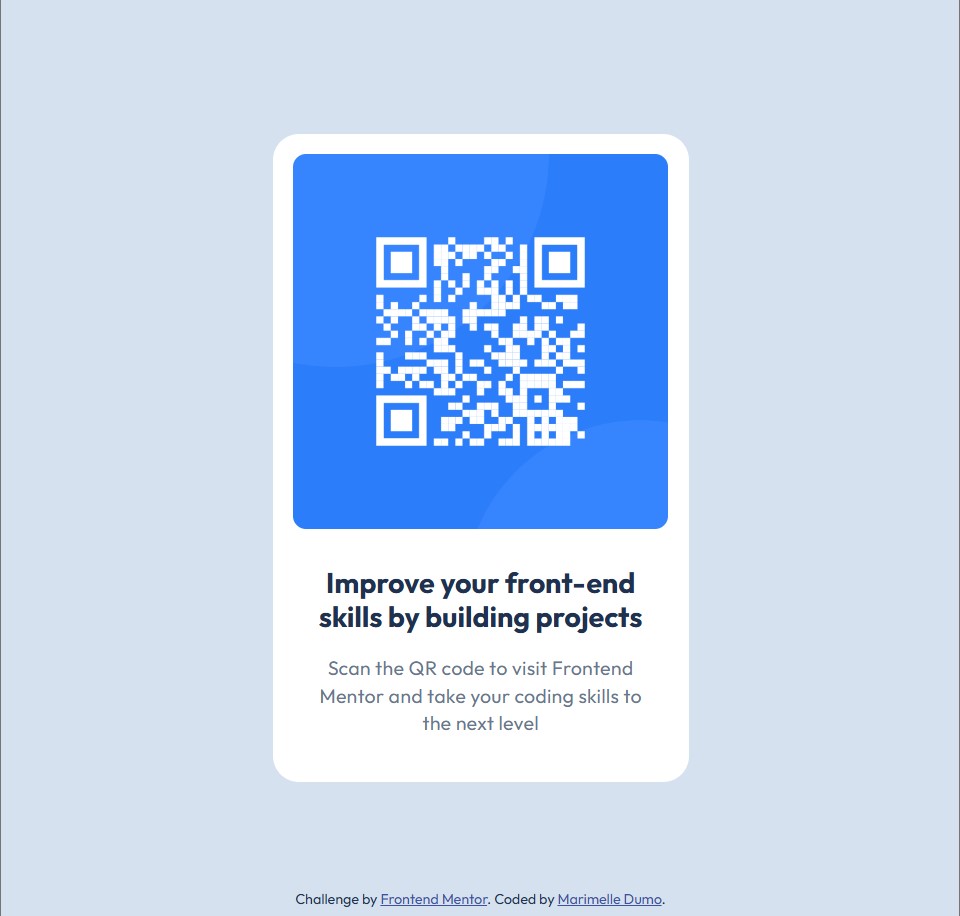 Improve your front-end
skills by building projects
Scan the QR code to visit Frontend
Mentor and take your coding skills to
the next level
Challenge by Frontend Mentor. Coded by Marimelle Dumo.